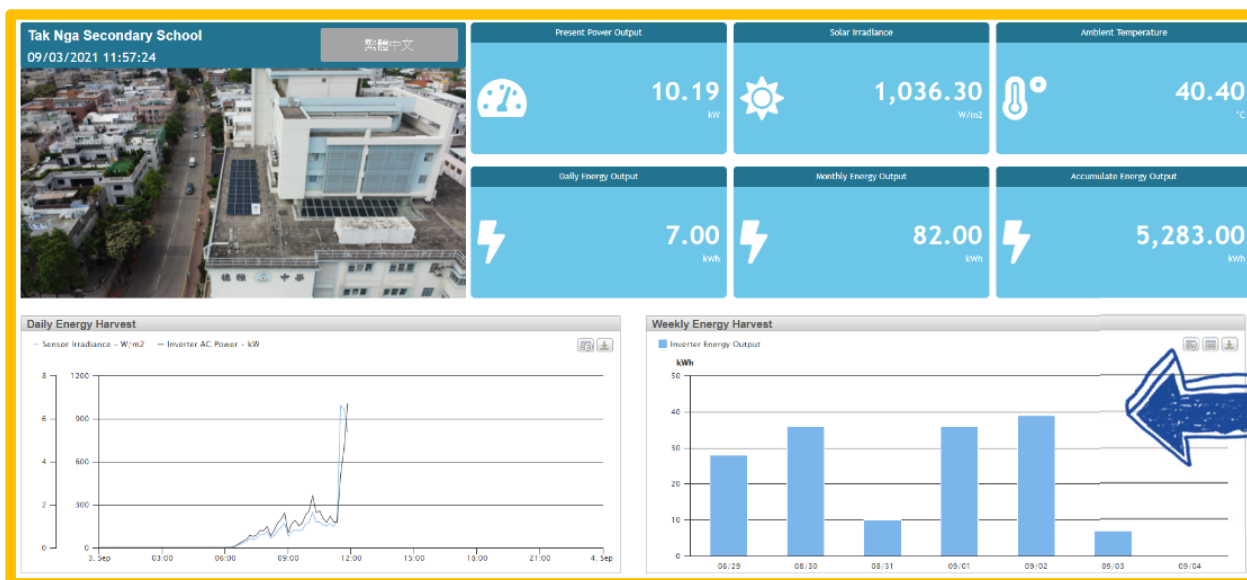 Tak Nga Secondary School
繁體中文
09/03/2021 11:57:24
德雅 中學
Present Power Output
10.19
kW
Solar Irradiance
1,036.30
W/m2
Ambient Temperature
40.40
°C
Daily Energy Output
7.00
kWh
Monthly Energy Output
82.00
kWh
Accumulate Energy Output
5,283.00
kWh
Daily Energy Harvest
Sensor Irradiance - W/m2 Inverter AC Power - kW
8 1200
6 900
4 600
2 300
0 0
3. Sep 03:00 06:00 09:00 12:00 15:00 18:00 21:00 4. Sep
Weekly Energy Harvest
Inverter Energy Output
kWh
50
40
30
20
10
0
08/29 08/30 08/31 09/01 09/02 09/03 09/04